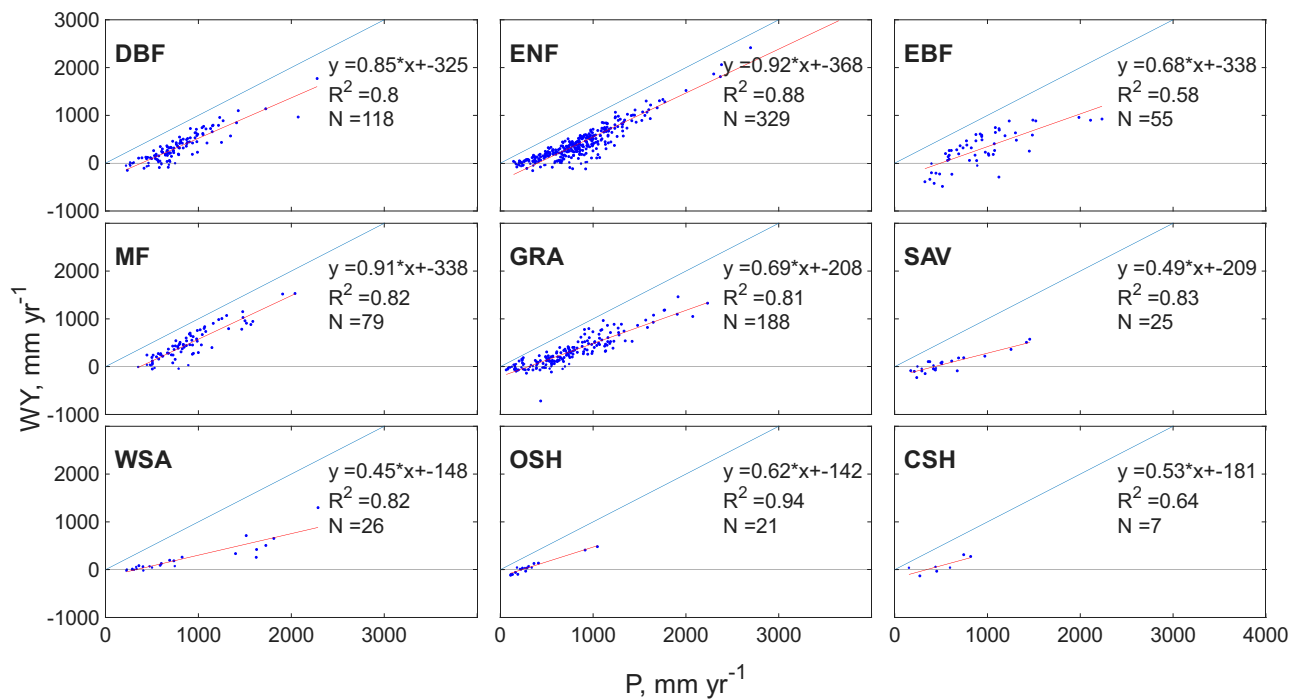 DBF
y =0.85*x+-325
R2 =0.8
N =118
ENF
y =0.92*x+-368
R2 =0.88
N =329
EBF
y =0.68*x+-338
R2 =0.58
N =55
3000
2000
1000
0
-1000
MF
y =0.91*x+-338
R2 =0.82
N =79
GRA
y =0.69*x+-208
R2 =0.81
N =188
SAV
y =0.49*x+-209
R2 =0.83
N =25
2000
1000
0
-1000
WY, mm yr-1
WSA
y =0.45*x+-148
R2 =0.82
N =26
OSH
y =0.62*x+-142
R2 =0.94
N =21
CSH
y =0.53*x+-181
R2 =0.64
N =7
2000
1000
0
-1000
0 1000 2000 3000
0 1000 2000 3000
0 1000 2000 3000 4000
P, mm yr-1